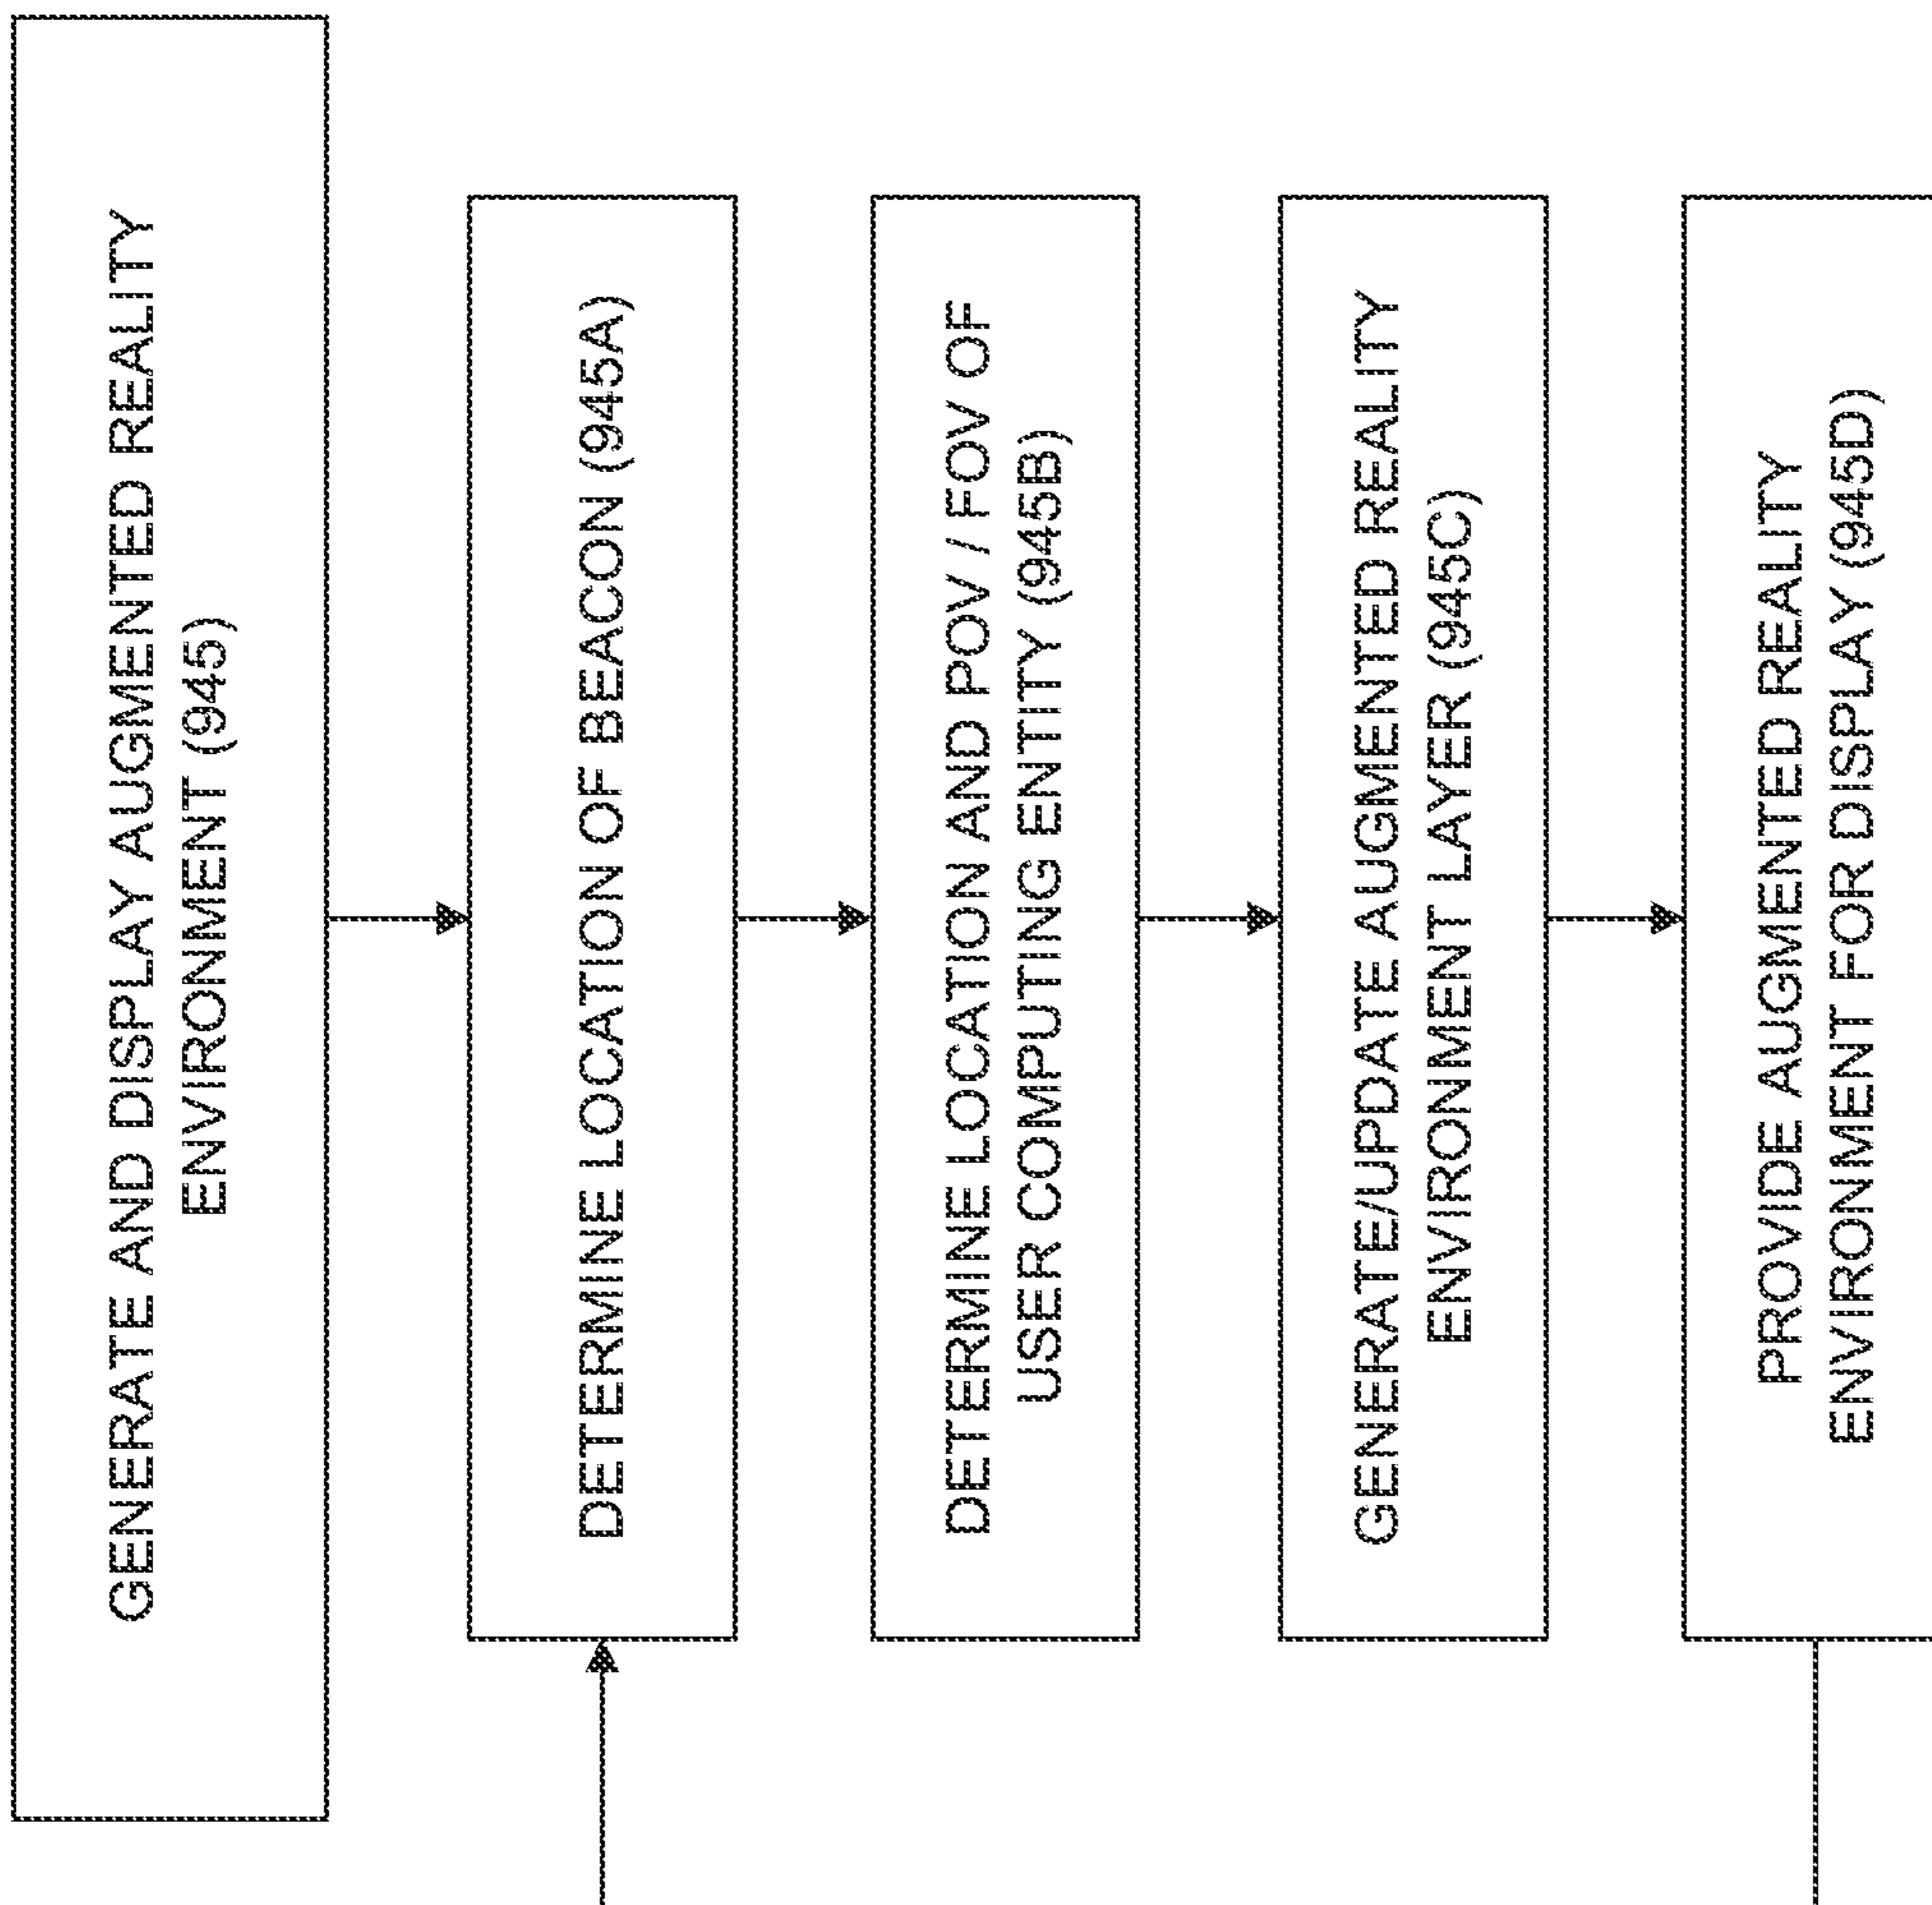 GENERATE AND DISPLAY AUGMENTED REALITY
ENVIRONMENT (945)
DETERMINE LOCATION OF BEACON (945A)
DETERMINE LOCATION AND POV / FOV OF
USER COMPUTING ENTITY (945B)
GENERATE/UPDATE AUGMENTED REALITY
ENVIRONMENT LAYER (945C)
PROVIDE AUGMENTED REALITY
ENVIRONMENT FOR DISPLAY (945D)